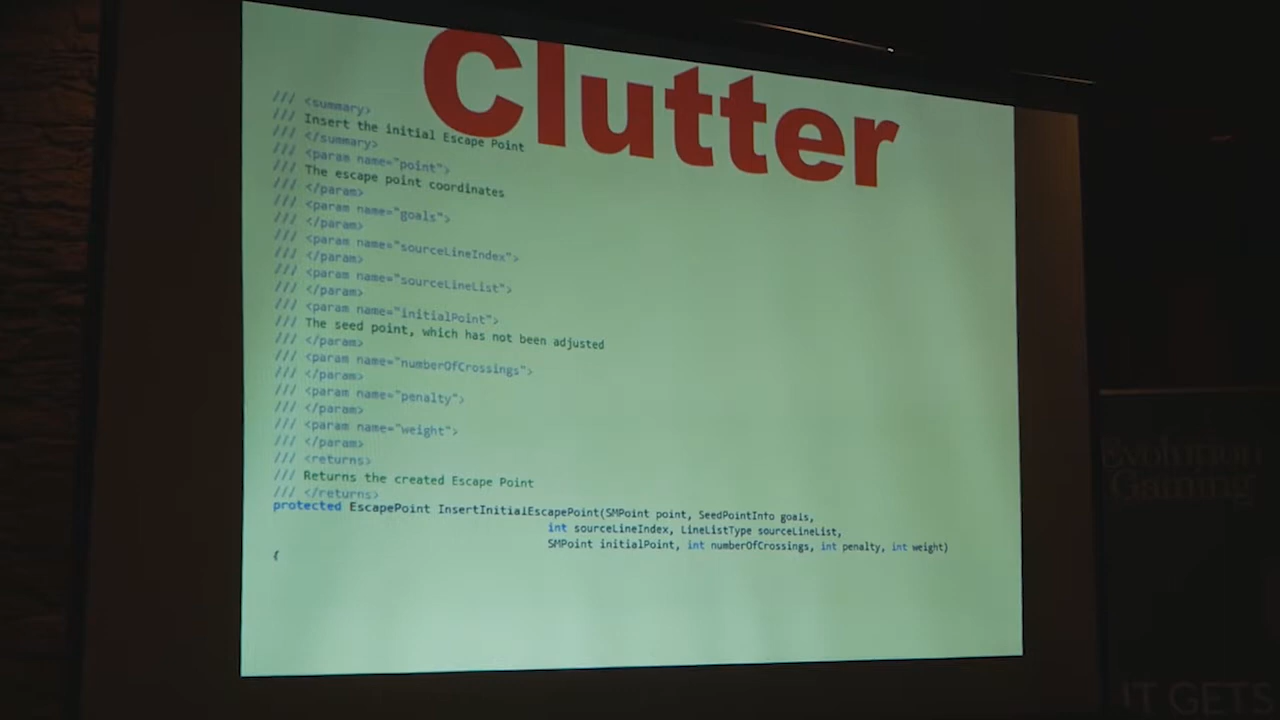 Clutter
/// <summary>
/// Insert the initial Escape Point
/// </summary>
/// <param name="point">
/// The escape point coordinates
/// </param>
/// <param name="goals">
/// </param>
/// <param name="sourceLineIndex">
/// </param>
/// <param name="sourceLineList">
/// </param>
/// <param name="initialPoint">
/// The seed point, which has not been adjusted
/// </param>
/// <param name="numberOfCrossings">
/// </param>
/// <param name="penalty">
/// </param>
/// <param name="weight">
/// </param>
/// <returns>
/// Returns the created Escape Point
/// </returns>
protected EscapePoint InsertInitialEscapePoint(SMPoint point, SeedPointInfo goals,
int sourceLineIndex, LineListType sourceLineList,
SMPoint initialPoint, int numberOfCrossings, int penalty, int weight)
{
Evolution
Gaming
IT GETS